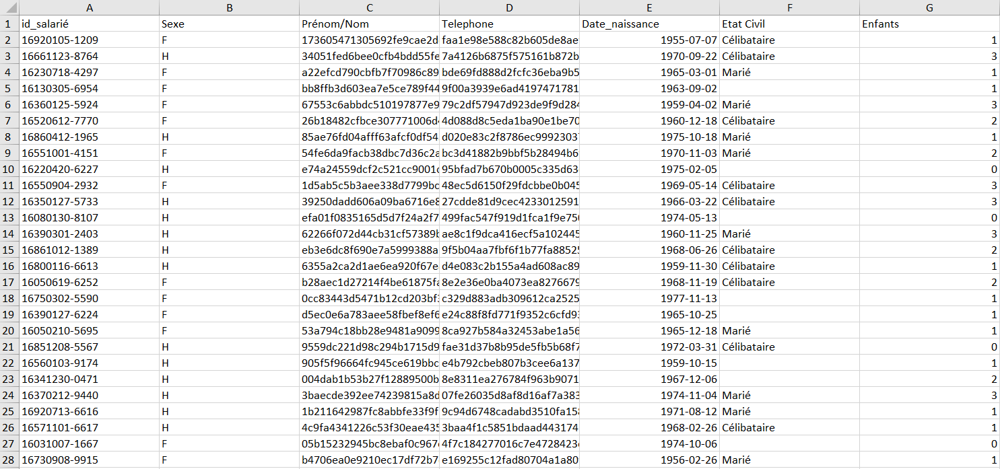 A B C D E F G
1 id_salarié Sexe Prénom/Nom Telephone Date_naissance Etat Civil Enfants
2 16920105-1209 F 173605471305692fe9cae2d faa1e98e588c82b605de8ae 1955-07-07 Célibataire 1
3 16661123-8764 H 34051fed6bee0cfb4bdd55fe 7a4126b6875f575161b872b 1970-09-22 Célibataire 3
4 16230718-4297 F a22efcd790cbfb7f70986c89 bde69fd888d2fcfc36eba9b5 1965-03-01 Marié 1
5 16130305-6954 F bb8ffb3d603ea7e5ce789f44 9f00a3939e6ad4197471781 1963-09-02 1
6 16360125-5924 F 67553c6abbdc510197877e9 79c2df57947d923de9f9d284 1959-04-02 Marié 3
7 16520612-7770 F 26b18482cfbce307771006d 4d088d8c5eda1ba90e1be70 1960-12-18 Célibataire 2
8 16860412-1965 H 85ae76fd04afff63afcf0df54 d020e83c2f8786ec9992303 1975-10-18 Marié 1
9 16551001-4151 F 54fe6da9facb38dbc7d36c2a bc3d41882b9bbf5b28494b6 1970-11-03 Marié 2
10 16220420-6227 H e74a24559dcf2c521cc9001c 95bfad7b670b0005c335d63 1975-02-05 0
11 16550904-2932 F 1d5ab5c5b3aee338d7799bc 48ec5d6150f29fdcbbe0b045 1969-05-14 Célibataire 3
12 16350127-5733 H 39250dadd606a09ba6716e8 27cdde81d9cec4233012591 1966-03-22 Célibataire 3
13 16080130-8107 H efa01f0835165d5d7f24a2f7 499fac547f919d1fca1f9e750 1974-05-13 0
14 16390301-2403 H 62266f072d44cb31cf57389b ae8c1f9dca416ecf5a102445 1960-11-25 Marié 3
15 16861012-1389 H eb3e6dc8f690e7a5999388a 9f5b04aa7fbf6f1b77fa8852 1968-06-26 Célibataire 2
16 16800116-6613 H 6355a2ca2d1ae6ea920f67e d4e083c2b155a4ad608ac89 1959-11-30 Célibataire 1
17 16050619-6252 F b28aec1d27214f4be61875fa 8e2e36e0ba4073ea8276679 1968-11-19 Célibataire 2
18 16750302-5590 F 0cc83443d5471b12cd203bf c329d883adb309612ca2525 1977-11-13 1
19 16390127-6224 F d5ec0e6a783aee58fbef8ef6 e24c88f8fd771f9352c6cfd9 1965-10-25 1
20 16050210-5695 F 53a794c18bb28e9481a9099 8ca927b584a32453abe1a56 1965-12-18 Marié 1
21 16851208-5567 H 9559dc221d98c294b1715d9 fae31d37b8b95de5fb5b68f7 1972-03-31 Célibataire 0
22 16560103-9174 H 905f5f96664fc945ce619bbc e4b792cbeb807b3cee6a137 1959-10-15 1
23 16341230-0471 H 004dab1b53b27f12889500b 8e8311ea276784f963b9071 1967-12-06 2
24 16370212-9440 H 3baecde392ee74239815a8d 07fe26035d8af8d16af7a383 1974-11-04 Marié 3
25 16920713-6616 H 1b211642987fc8abbfe33f9f 9c94d6748cadabd3510fa15 1971-08-12 Marié 1
26 16571101-6617 H 4c9fa4341226c53f30eae435 3baa4f1c5851bdaad443174 1968-02-26 Célibataire 1
27 16031007-1667 F 05b15232945bc8ebaf0c967 4f7c184277016c7e4728423 1974-10-06 0
28 16730908-9915 F b4706ea0e9210ec17df72b7 e169255c12fad80704a1a80 1956-02-26 Marié 1